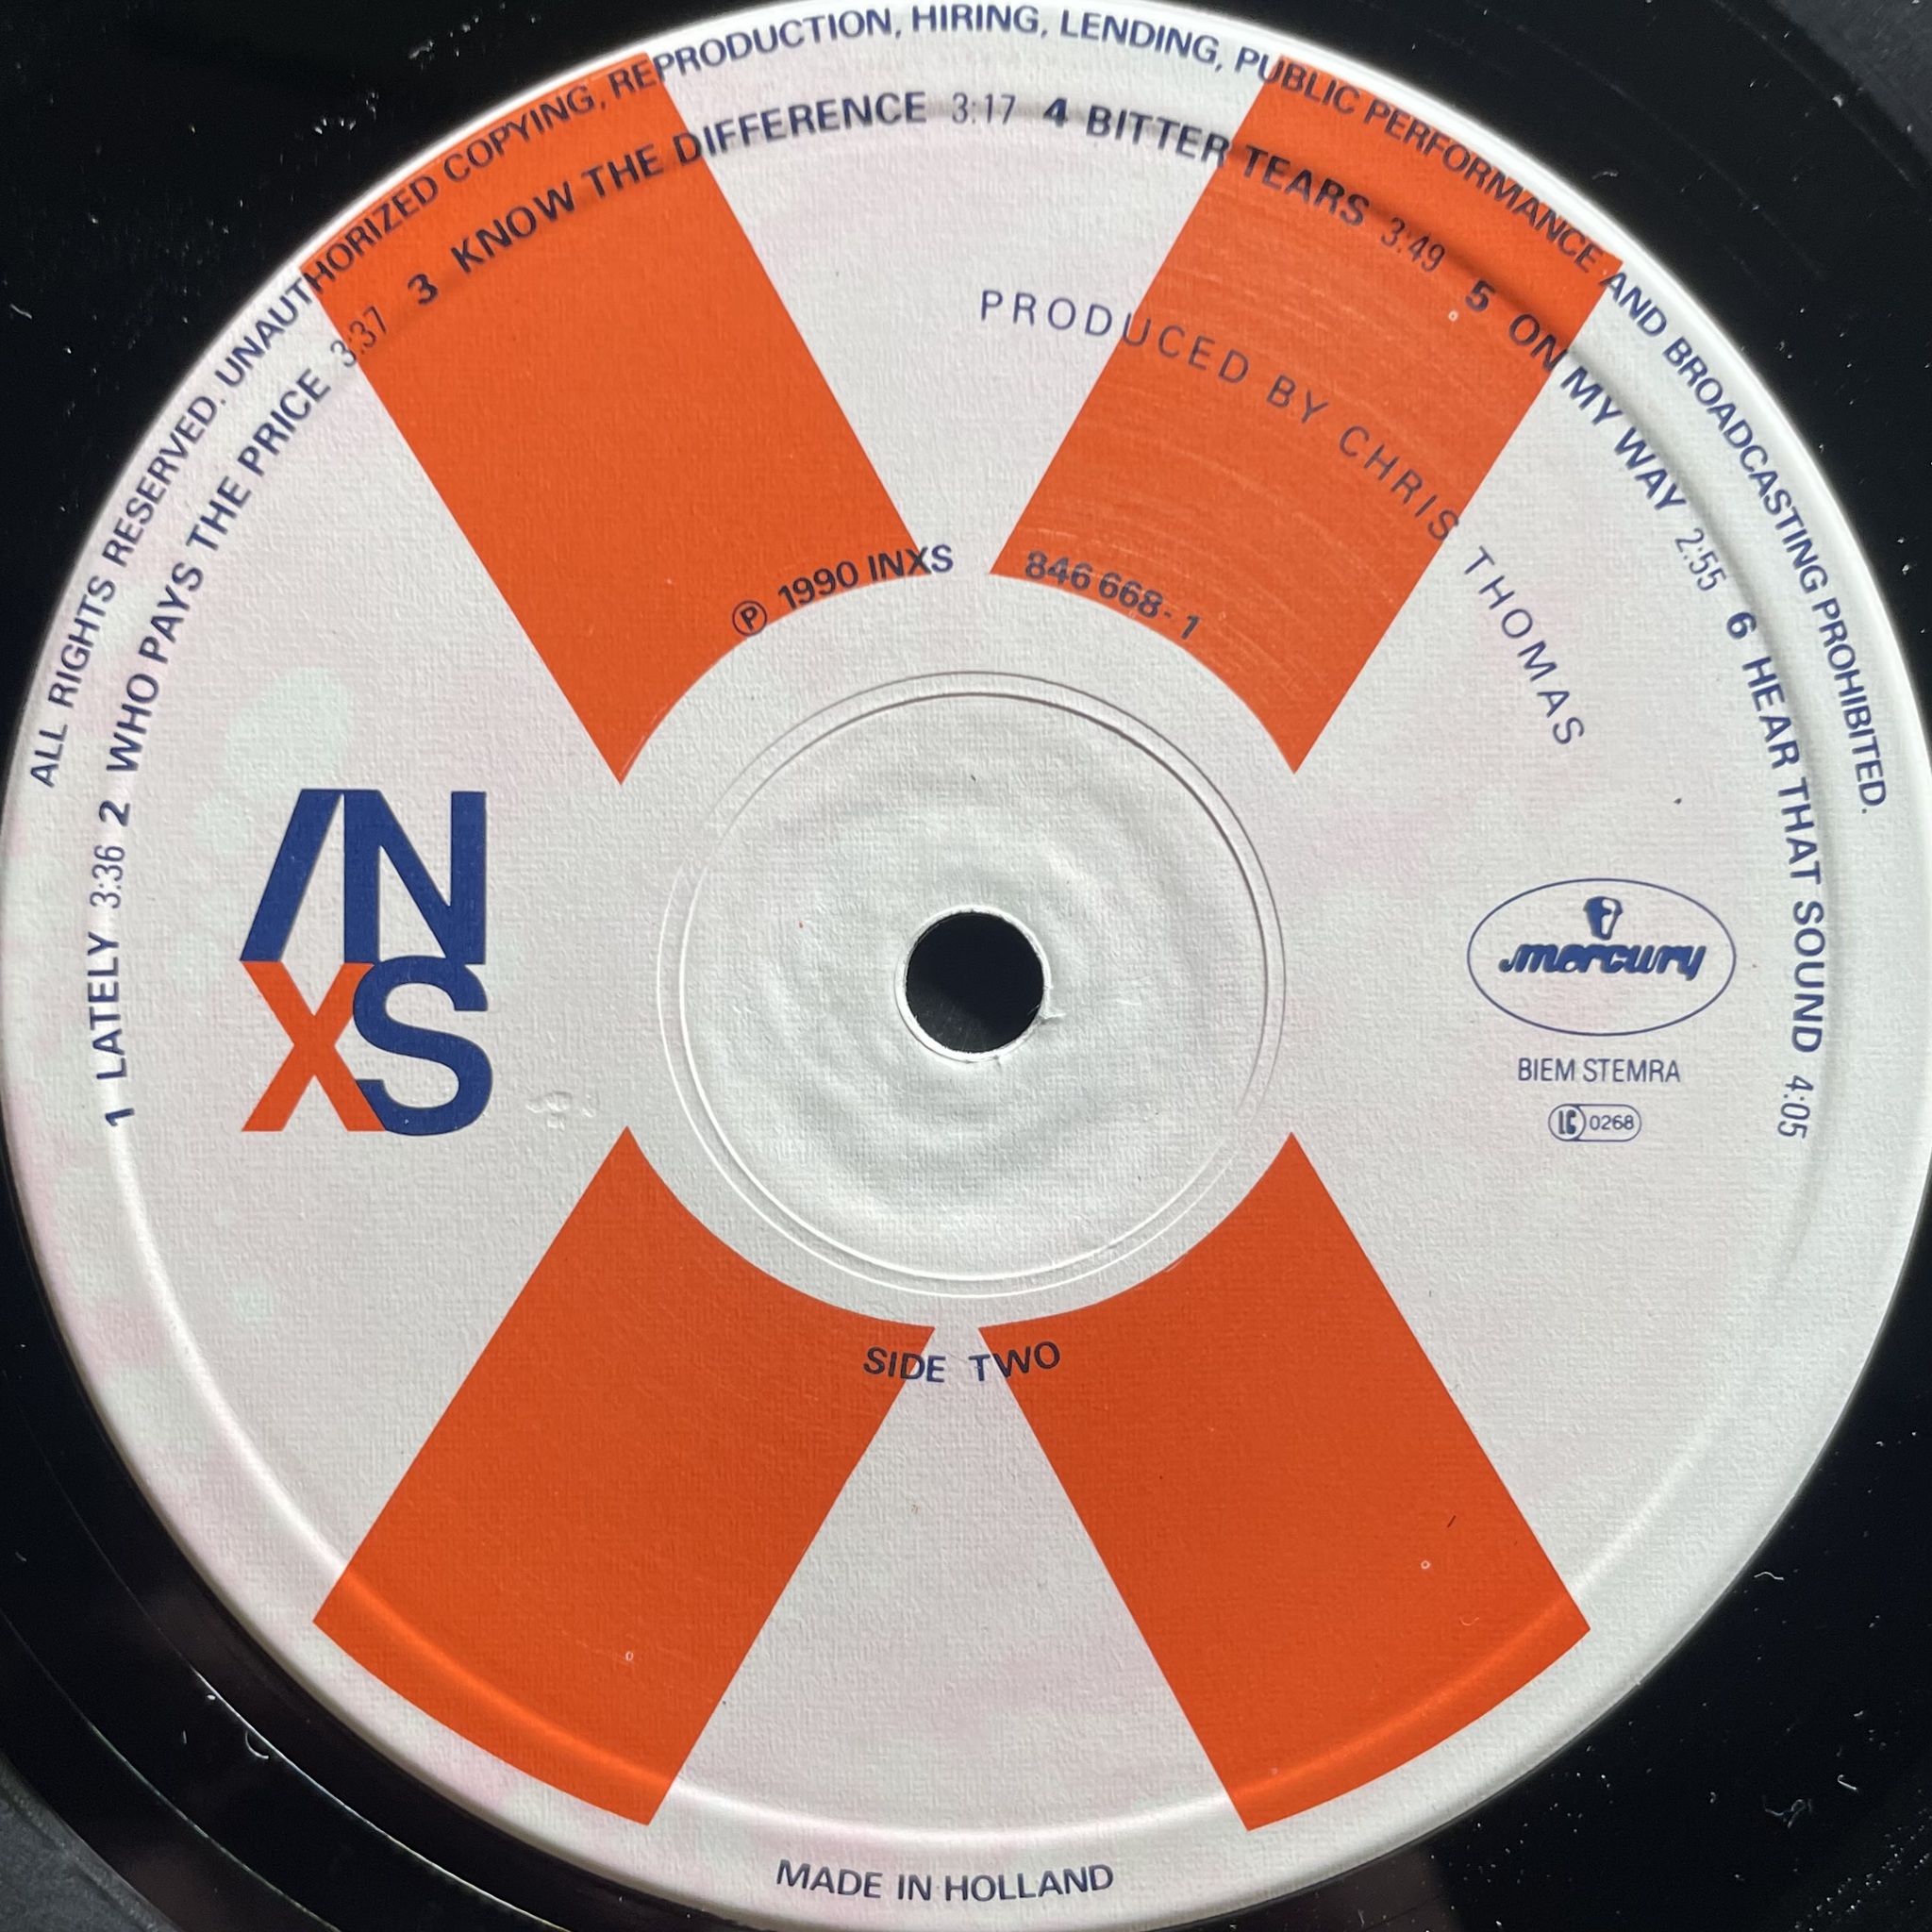 ALL RIGHTS RESERVED. UNAUTHORIZED COPYING, REPRODUCTION, HIRING, LENDING, PUBLIC PERFORMANCE AND BROADCASTING PROHIBITED.
1 LATELY 3:36 2 WHO PAYS THE PRICE 3:37 3 KNOW THE DIFFERENCE 3:17 4 BITTER TEARS 3:49 5 ON MY WAY 2:55 6 HEAR THAT SOUND 4:05
PRODUCED BY CHRIS THOMAS
℗ 1990 INXS 846 668-1
IN
XS
mercury
BIEM STEMRA
LC 0268
SIDE TWO
MADE IN HOLLAND